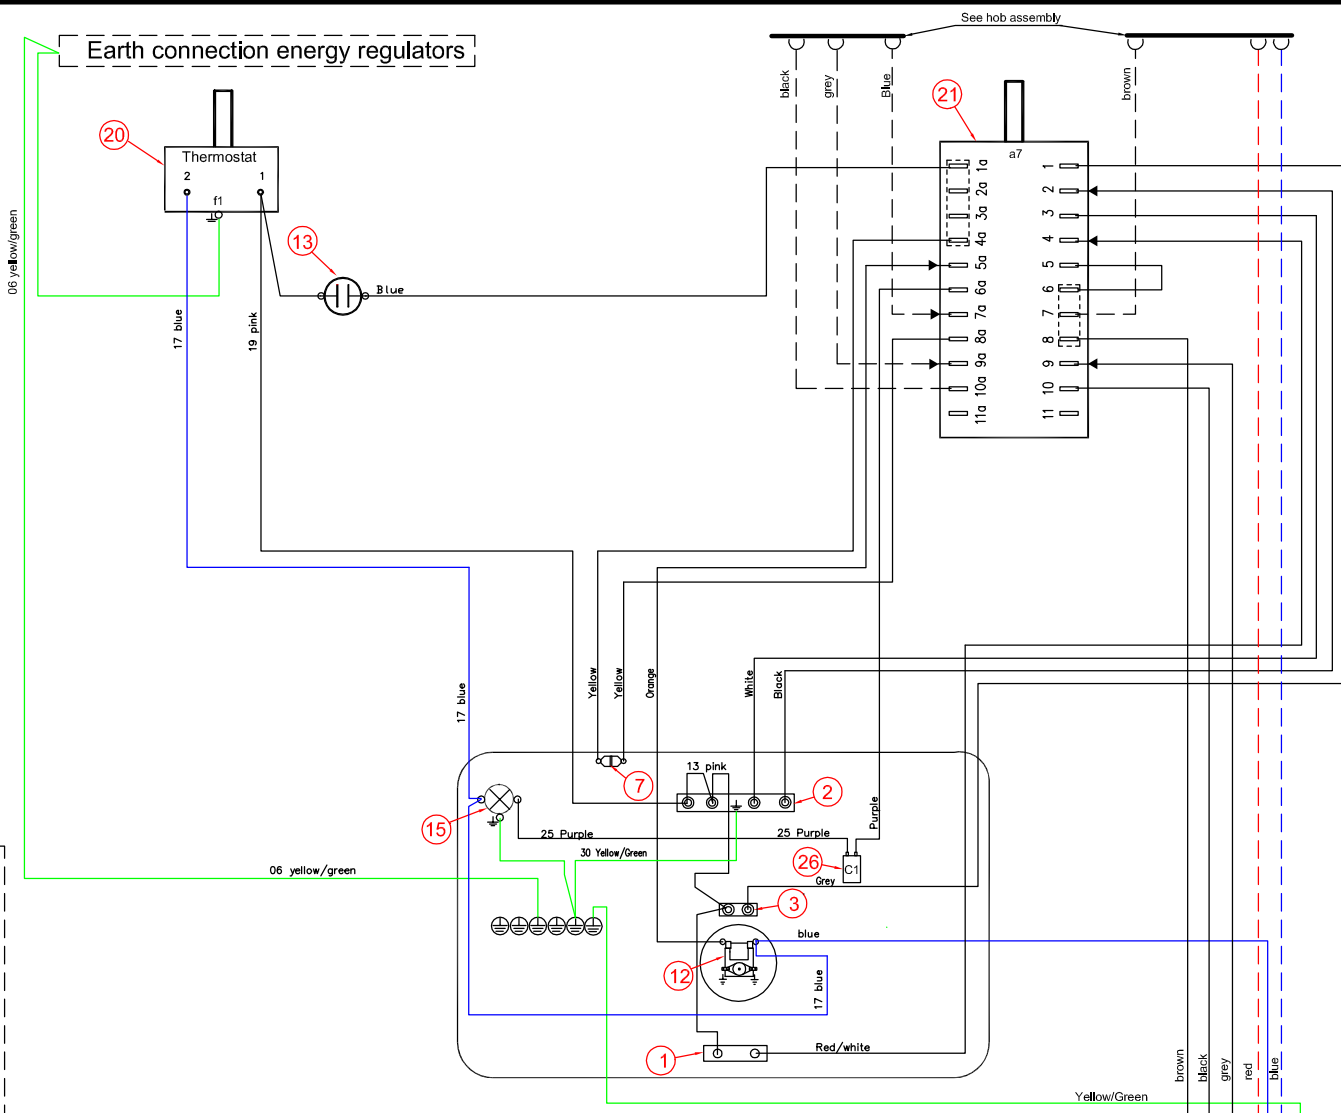 See hob assembly
Earth connection energy regulators
black
grey
Blue
brown
21
20
Thermostat
2
1
f1
a7
1a
1
2a
2
3a
3
4a
4
5a
5
6a
6
7a
7
8a
8
9a
9
10a
10
11a
11
06 yellow/green
13
Blue
17 blue
19 pink
17 blue
Yellow
Yellow
Orange
White
Black
Purple
7
13 pink
2
15
25 Purple
25 Purple
30 Yellow/Green
26
C1
06 yellow/green
Grey
3
blue
12
17 blue
1
Red/white
brown
black
grey
red
blue
Yellow/Green